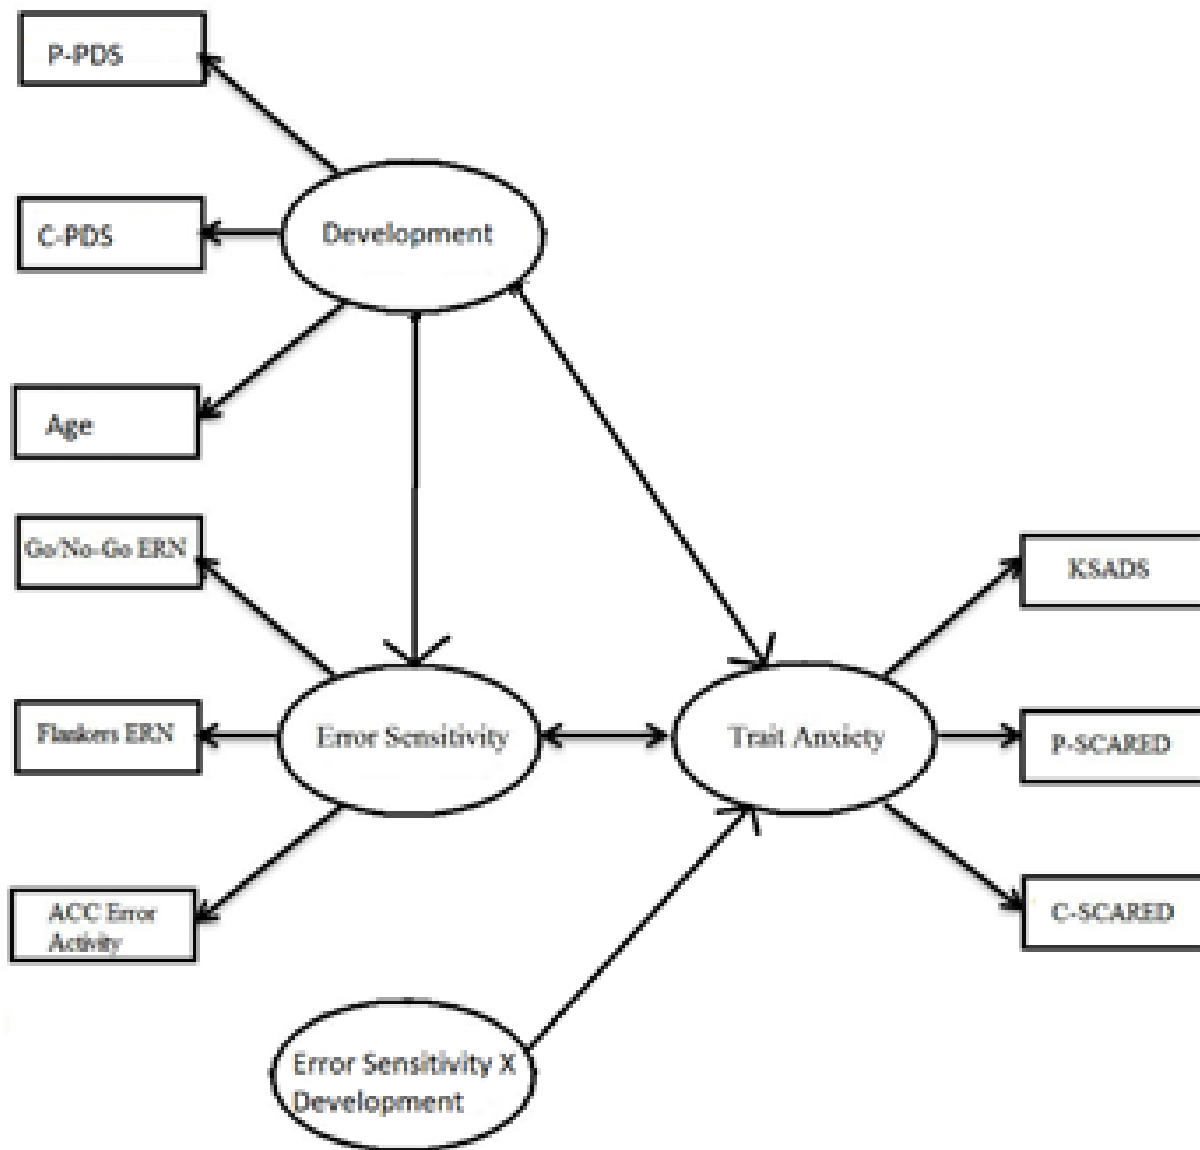 P-PDS
C-PDS
Development
Age
Go/No-Go ERN
KSADS
Flankers ERN
Error Sensitivity
Trait Anxiety
P-SCARED
ACC Error
Activity
C-SCARED
Error Sensitivity X
Development